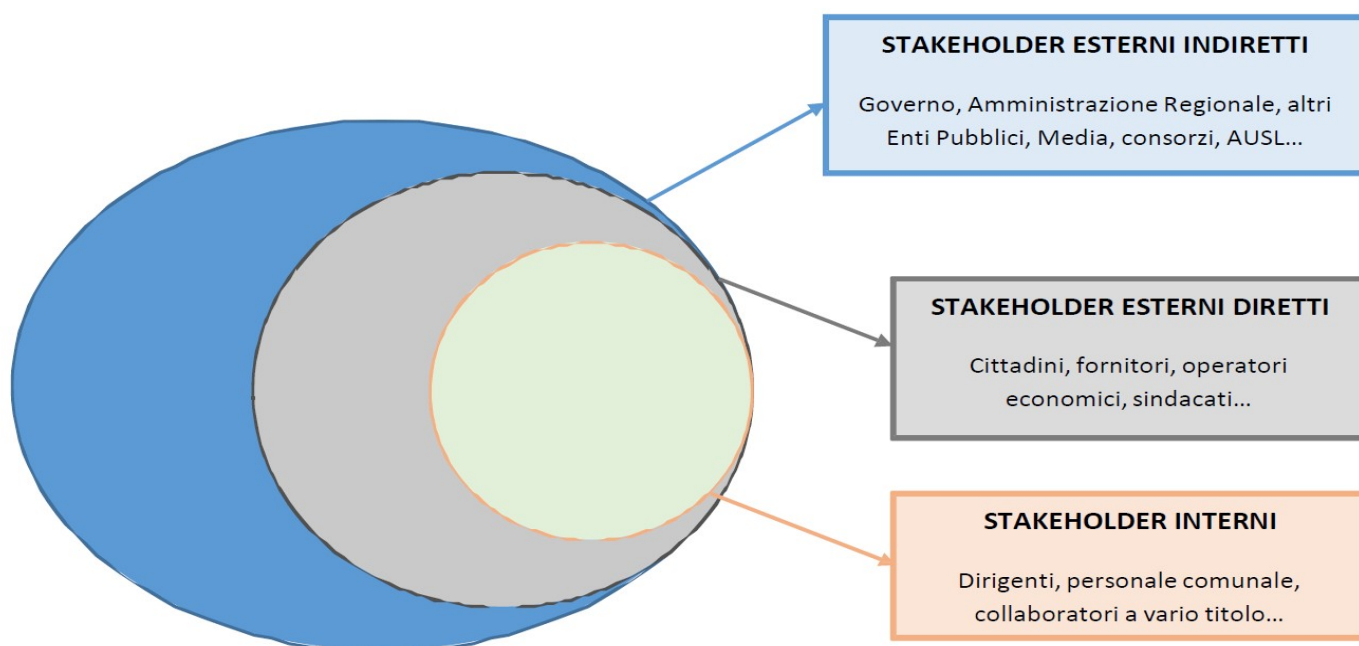 STAKEHOLDER ESTERNI INDIRETTI
Governo, Amministrazione Regionale, altri
Enti Pubblici, Media, consorzi, AUSL...
STAKEHOLDER ESTERNI DIRETTI
Cittadini, fornitori, operatori
economici, sindacati...
STAKEHOLDER INTERNI
Dirigenti, personale comunale,
collaboratori a vario titolo...